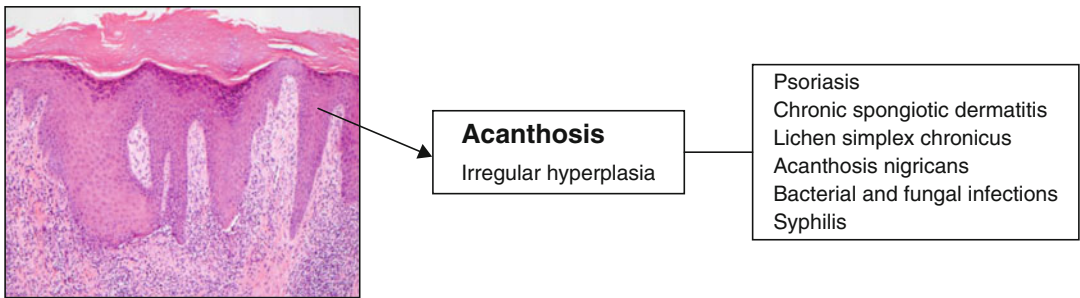 Acanthosis
Irregular hyperplasia
Psoriasis
Chronic spongiotic dermatitis
Lichen simplex chronicus
Acanthosis nigricans
Bacterial and fungal infections
Syphilis